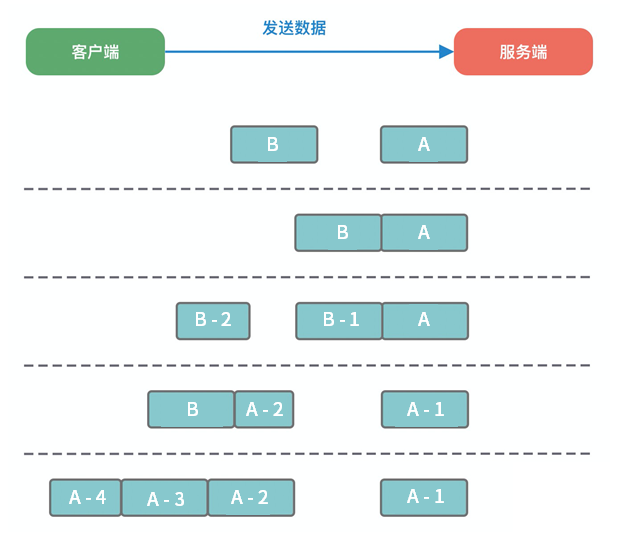 发送数据
客户端 服务端
B A
B A
B - 2 B - 1 A
B A - 2 A - 1
A - 4 A - 3 A - 2 A - 1